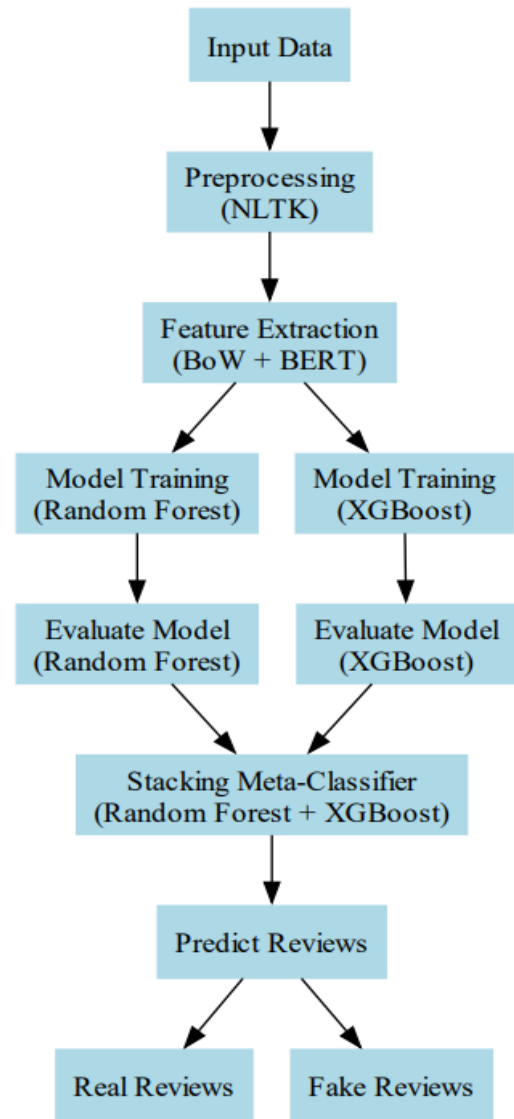 Input Data
Preprocessing
(NLTK)
Feature Extraction
(BoW + BERT)
Model Training
(Random Forest)
Model Training
(XGBoost)
Evaluate Model
(Random Forest)
Evaluate Model
(XGBoost)
Stacking Meta-Classifier
(Random Forest + XGBoost)
Predict Reviews
Real Reviews
Fake Reviews